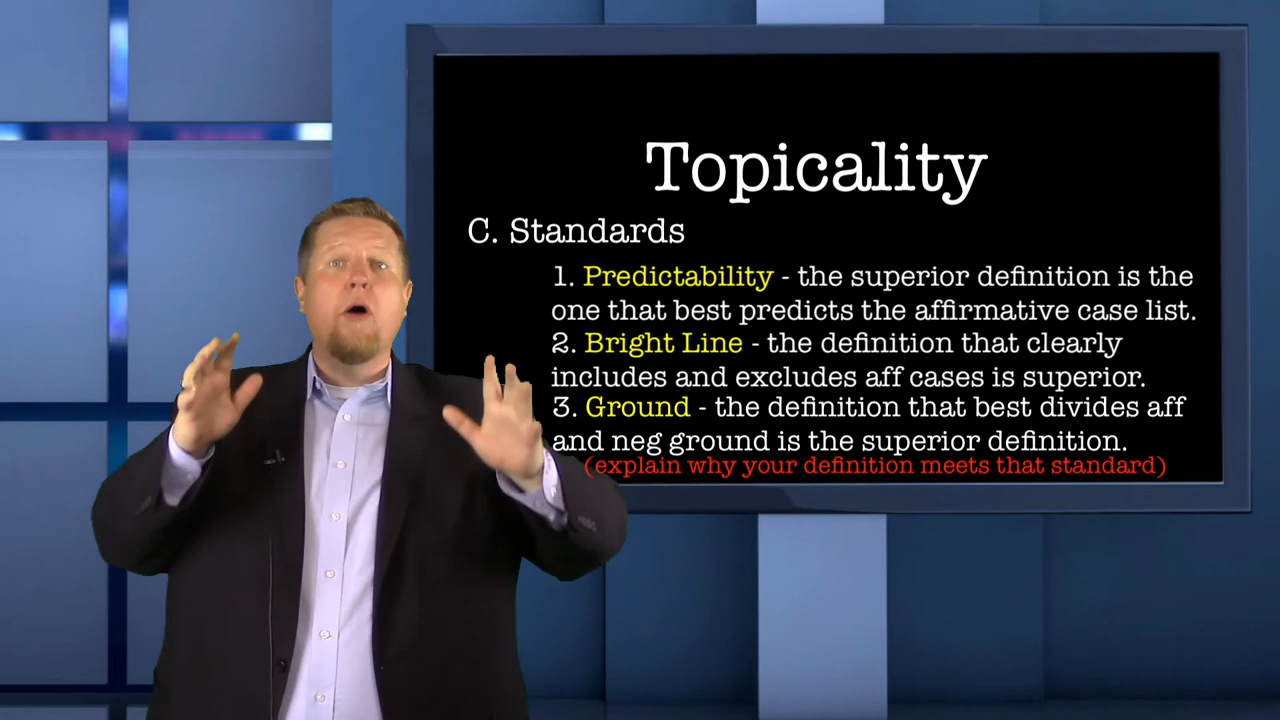 Topicality
C. Standards
1. Predictability - the superior definition is the
one that best predicts the affirmative case list.
2. Bright Line - the definition that clearly
includes and excludes aff cases is superior.
3. Ground - the definition that best divides aff
and neg ground is the superior definition.
(explain why your definition meets that standard)